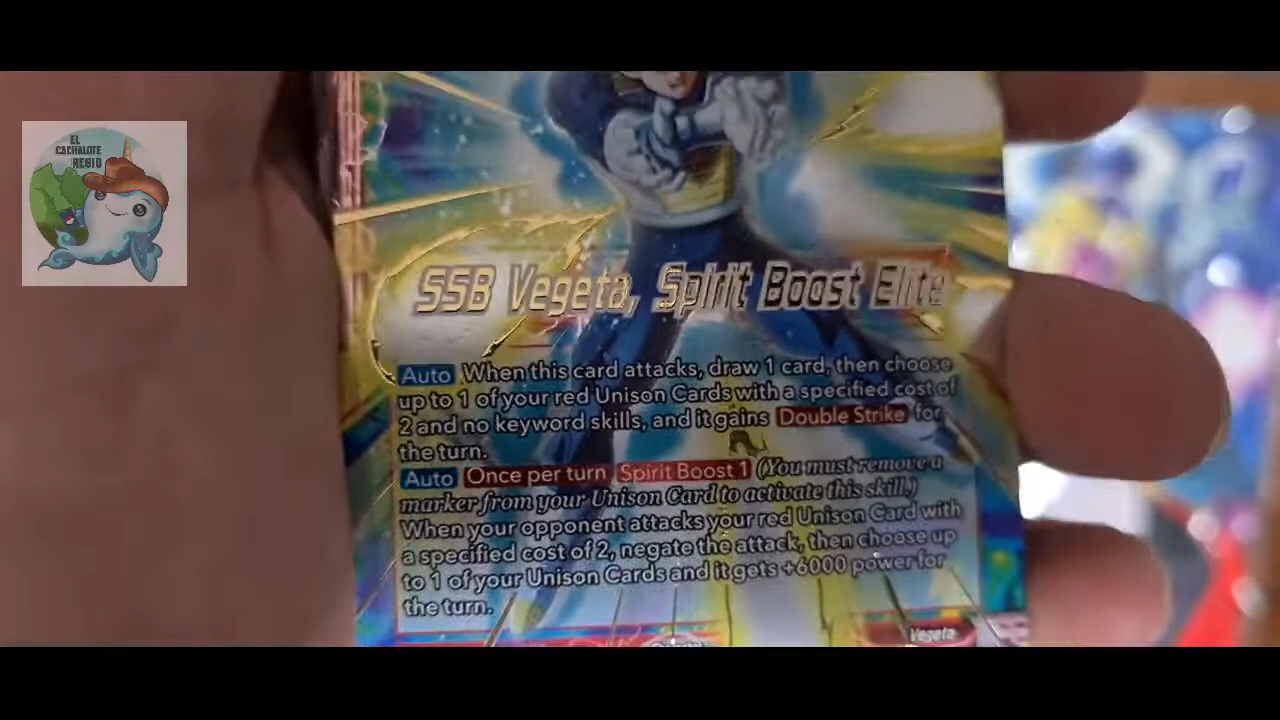 EL
CACHALOTE
REGIO
SSB Vegeta, Spirit Boost Elite
Auto When this card attacks, draw 1 card, then choose
up to 1 of your red Unison Cards with a specified cost of
2 and no keyword skills, and it gains Double Strike for
the turn.
Auto Once per turn Spirit Boost 1 (You must remove a
marker from your Unison Card to activate this skill.)
When your opponent attacks your red Unison Card with
a specified cost of 2, negate the attack, then choose up
to 1 of your Unison Cards and it gets +6000 power for
the turn.
Vegeta